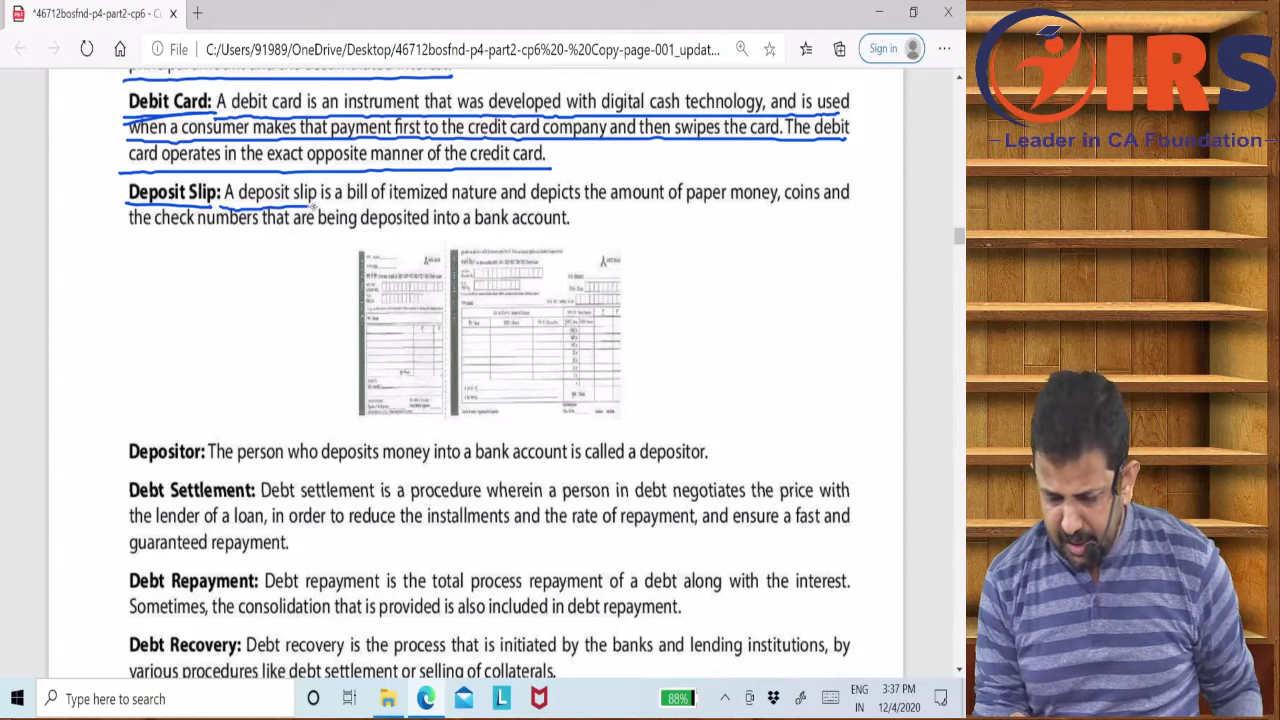 *46712bosfnd-p4-part2-cp6 - C
File
C:/Users/91989/OneDrive/Desktop/46712bosfnd-p4-part2-cp6%20-%20Copy-page-001_updat...
Sign in
IRS
Leader in CA Foundation
Debit Card: A debit card is an instrument that was developed with digital cash technology, and is used
when a consumer makes that payment first to the credit card company and then swipes the card. The debit
card operates in the exact opposite manner of the credit card.
Deposit Slip: A deposit slip is a bill of itemized nature and depicts the amount of paper money, coins and
the check numbers that are being deposited into a bank account.
Depositor: The person who deposits money into a bank account is called a depositor.
Debt Settlement: Debt settlement is a procedure wherein a person in debt negotiates the price with
the lender of a loan, in order to reduce the installments and the rate of repayment, and ensure a fast and
guaranteed repayment.
Debt Repayment: Debt repayment is the total process repayment of a debt along with the interest.
Sometimes, the consolidation that is provided is also included in debt repayment.
Debt Recovery: Debt recovery is the process that is initiated by the banks and lending institutions, by
various procedures like debt settlement or selling of collaterals.
Type here to search
88%
ENG
IN
3:37 PM
12/4/2020